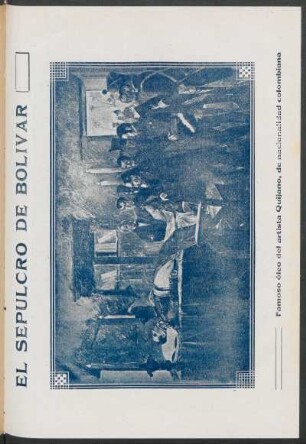 EL SEPULCRO DE BOLIVAR
Famoso óleo del artista Quijano, de nacionalidad colombiana